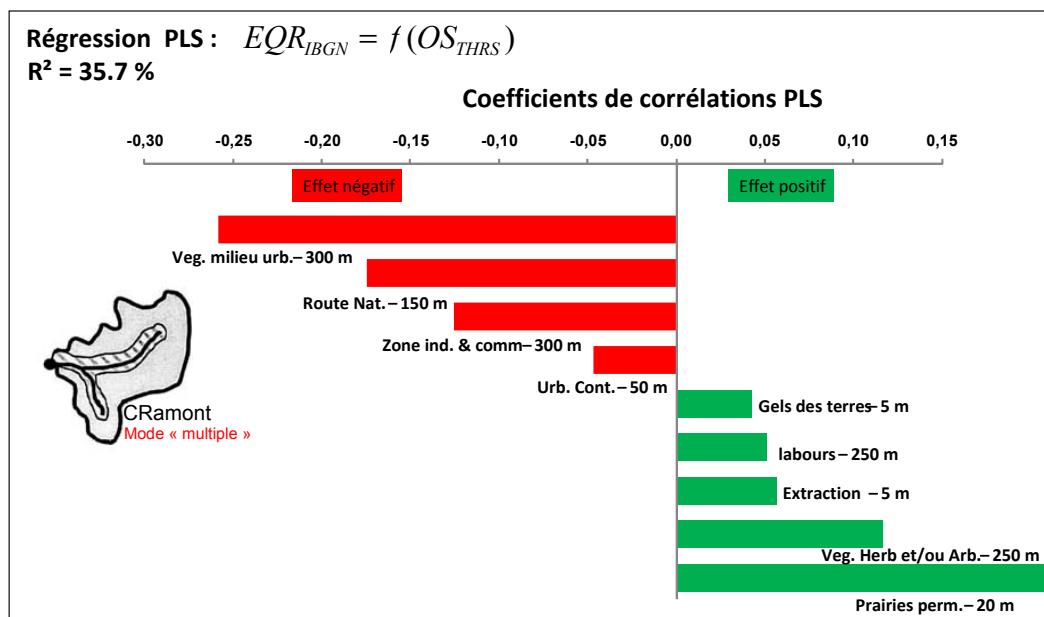 Régression PLS : EQR_IBGN = f(OS_THRS)
R² = 35.7 %
Coefficients de corrélations PLS
-0,30 -0,25 -0,20 -0,15 -0,10 -0,05 0,00 0,05 0,10 0,15
Effet négatif Effet positif
Veg. milieu urb.– 300 m
Route Nat. – 150 m
Zone ind. & comm– 300 m
Urb. Cont. – 50 m
Gels des terres– 5 m
CRamont
Mode « multiple »
labours – 250 m
Extraction – 5 m
Veg. Herb et/ou Arb.– 250 m
Prairies perm. – 20 m